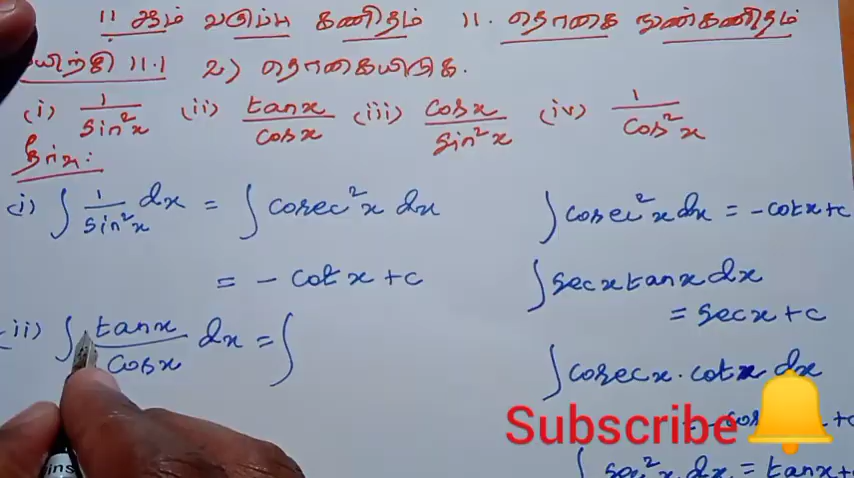 11 ஆம் வகுப்பு கணிதம் 11. தொகை நுண்கணிதம்
பயிற்சி 11.1 2) தொகையிடுக.
(i) 1/sin²x (ii) tanx/cosx (iii) cosx/sin²x (iv) 1/cos²x
தீர்வு:
(i) ∫ 1/sin²x dx = ∫ cosec²x dx
= - cotx + c
(ii) ∫ tanx/cosx dx = ∫
∫ cosec²x dx = -cotx + c
∫ secx tanx dx
= secx + c
∫ cosecx . cotx dx
∫ sec²x dx = tanx +
Subscribe